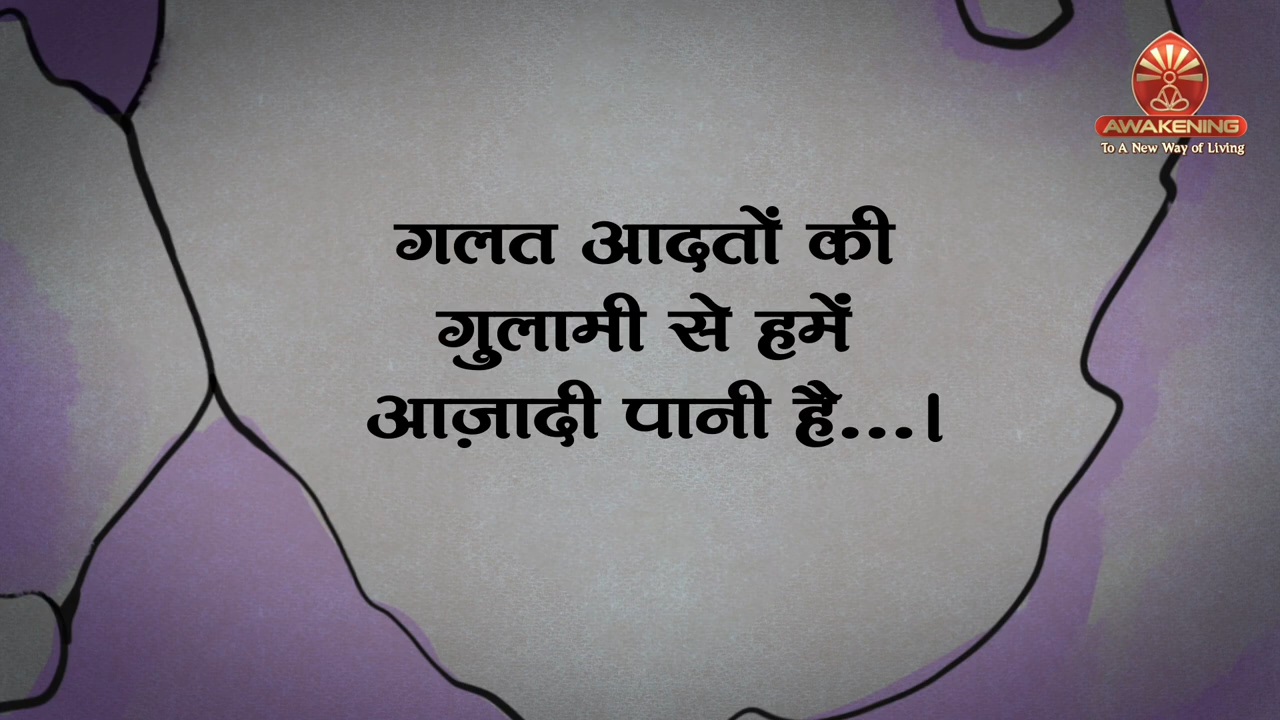 AWAKENING
To A New Way of Living
गलत आदतों की
गुलामी से हमें
आज़ादी पानी है...।